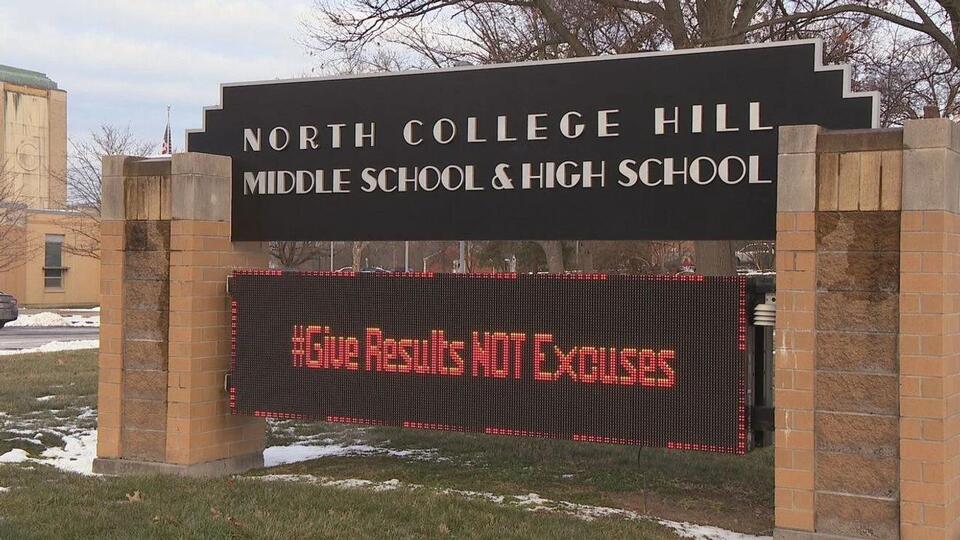 NORTH COLLEGE HILL
MIDDLE SCHOOL & HIGH SCHOOL
#Give Results NOT Excuses